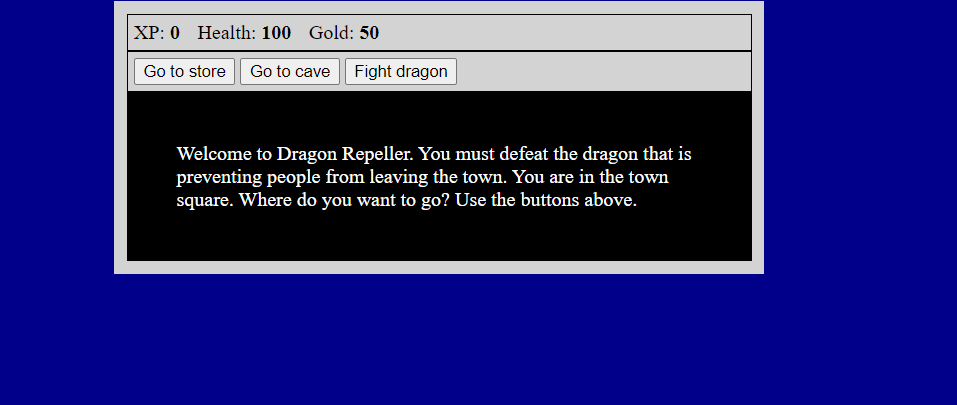 XP: 0 Health: 100 Gold: 50
Go to store Go to cave Fight dragon
Welcome to Dragon Repeller. You must defeat the dragon that is
preventing people from leaving the town. You are in the town
square. Where do you want to go? Use the buttons above.